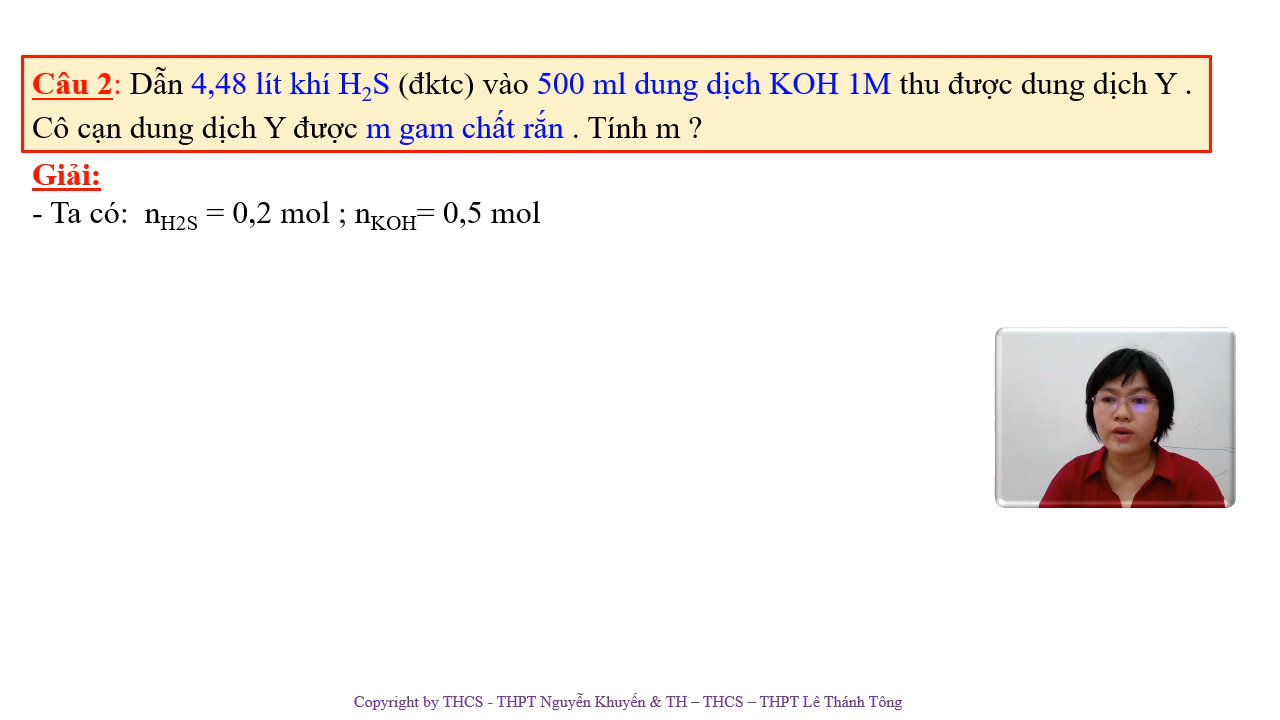 Câu 2: Dẫn 4,48 lít khí H₂S (đktc) vào 500 ml dung dịch KOH 1M thu được dung dịch Y .
Cô cạn dung dịch Y được m gam chất rắn . Tính m ?
Giải:
- Ta có: nH2S = 0,2 mol ; nKOH= 0,5 mol
Copyright by THCS - THPT Nguyễn Khuyến & TH – THCS – THPT Lê Thánh Tông